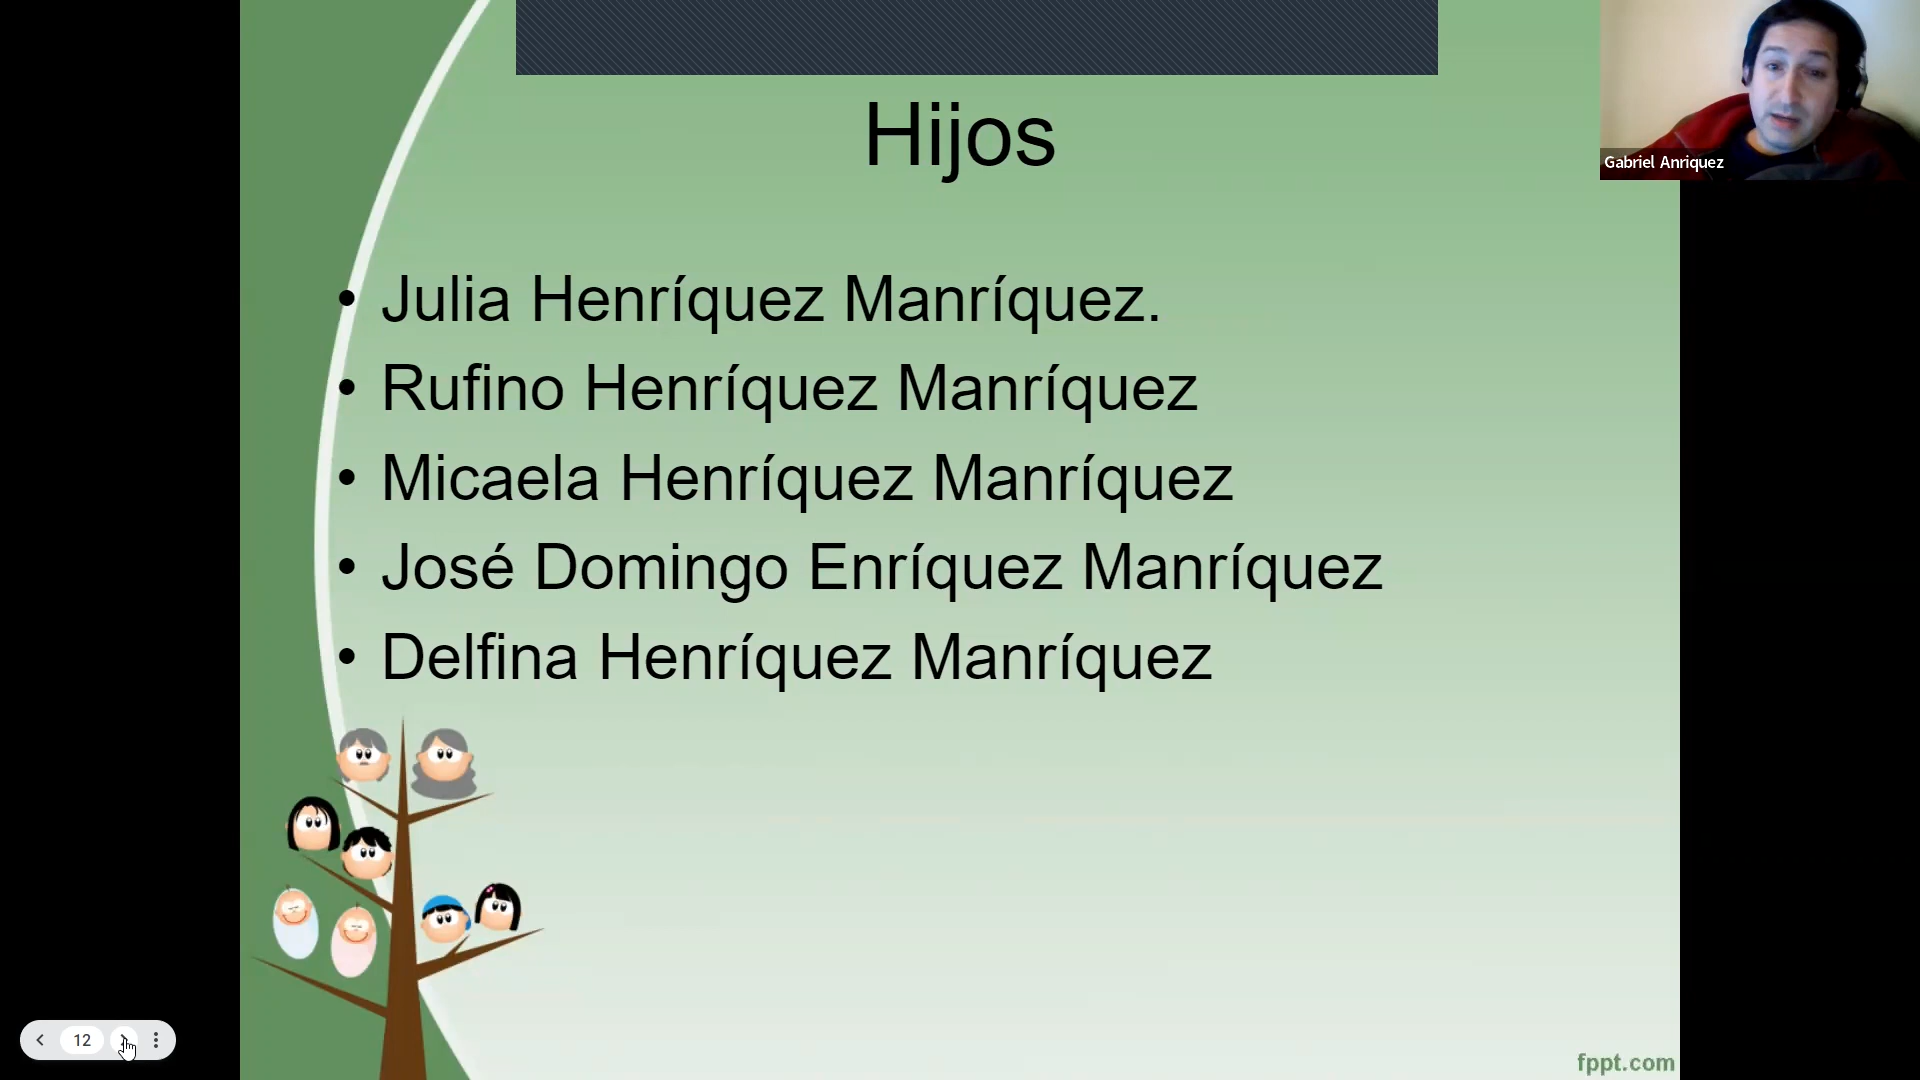 Hijos
Gabriel Anriquez
• Julia Henríquez Manríquez.
• Rufino Henríquez Manríquez
• Micaela Henríquez Manríquez
• José Domingo Enríquez Manríquez
• Delfina Henríquez Manríquez
12
fppt.com